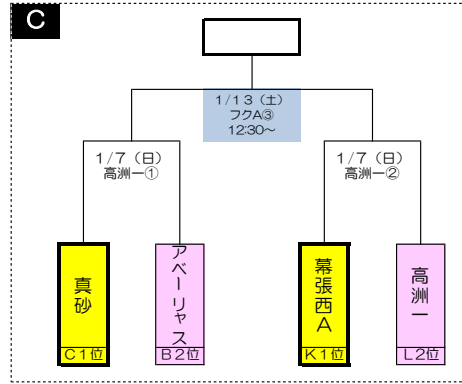 C
1/13（土）
フクA③
12:30～
1/7（日）
高洲一①
1/7（日）
高洲一②
真砂
C1位
アベーリャス
B2位
幕張西A
K1位
高洲一
L2位